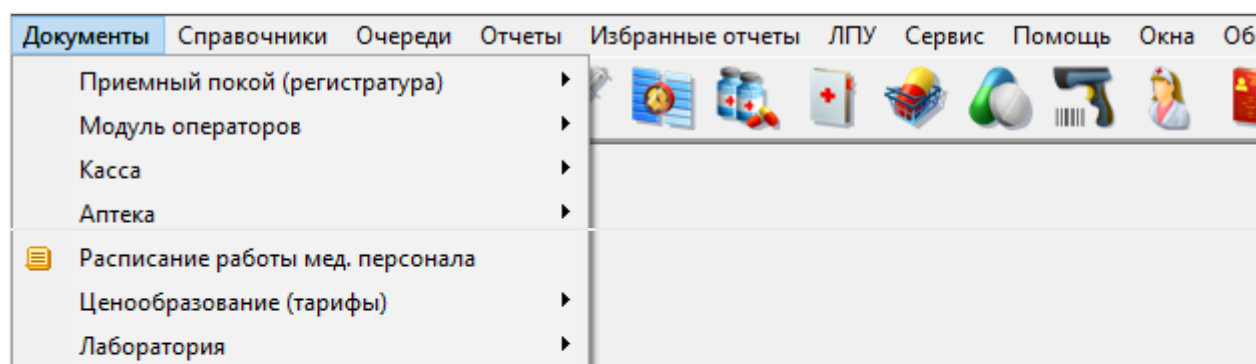 Документы Справочники Очереди Отчеты Избранные отчеты ЛПУ Сервис Помощь Окна Об
Приемный покой (регистратура)
Модуль операторов
Касса
Аптека
Расписание работы мед. персонала
Ценообразование (тарифы)
Лаборатория